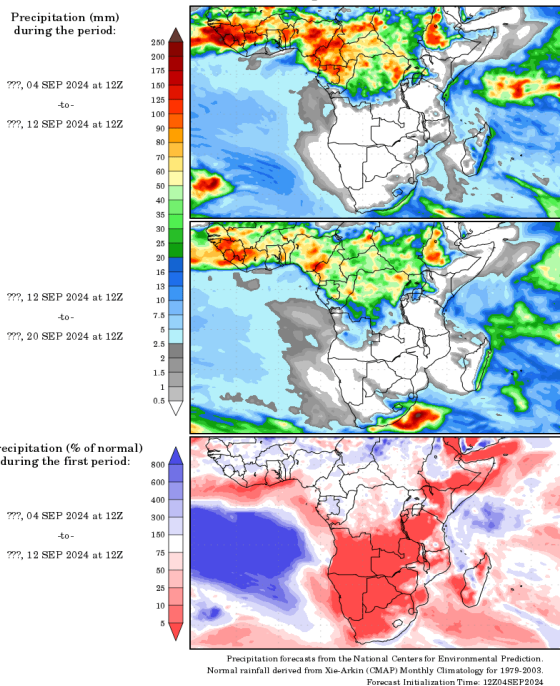 Precipitation (mm)
during the period:
250
200
175
150
125
100
90
80
70
60
50
40
35
30
25
20
16
13
10
7.5
5
2.5
2
1.5
1
0.5
???, 04 SEP 2024 at 12Z
-to-
???, 12 SEP 2024 at 12Z
???, 12 SEP 2024 at 12Z
-to-
???, 20 SEP 2024 at 12Z
recipitation (% of normal)
during the first period:
800
600
400
300
150
75
50
25
10
5
???, 04 SEP 2024 at 12Z
-to-
???, 12 SEP 2024 at 12Z
Precipitation forecasts from the National Centers for Environmental Prediction.
Normal rainfall derived from Xie-Arkin (CMAP) Monthly Climatology for 1979-2003.
Forecast Initialization Time: 12Z04SEP2024